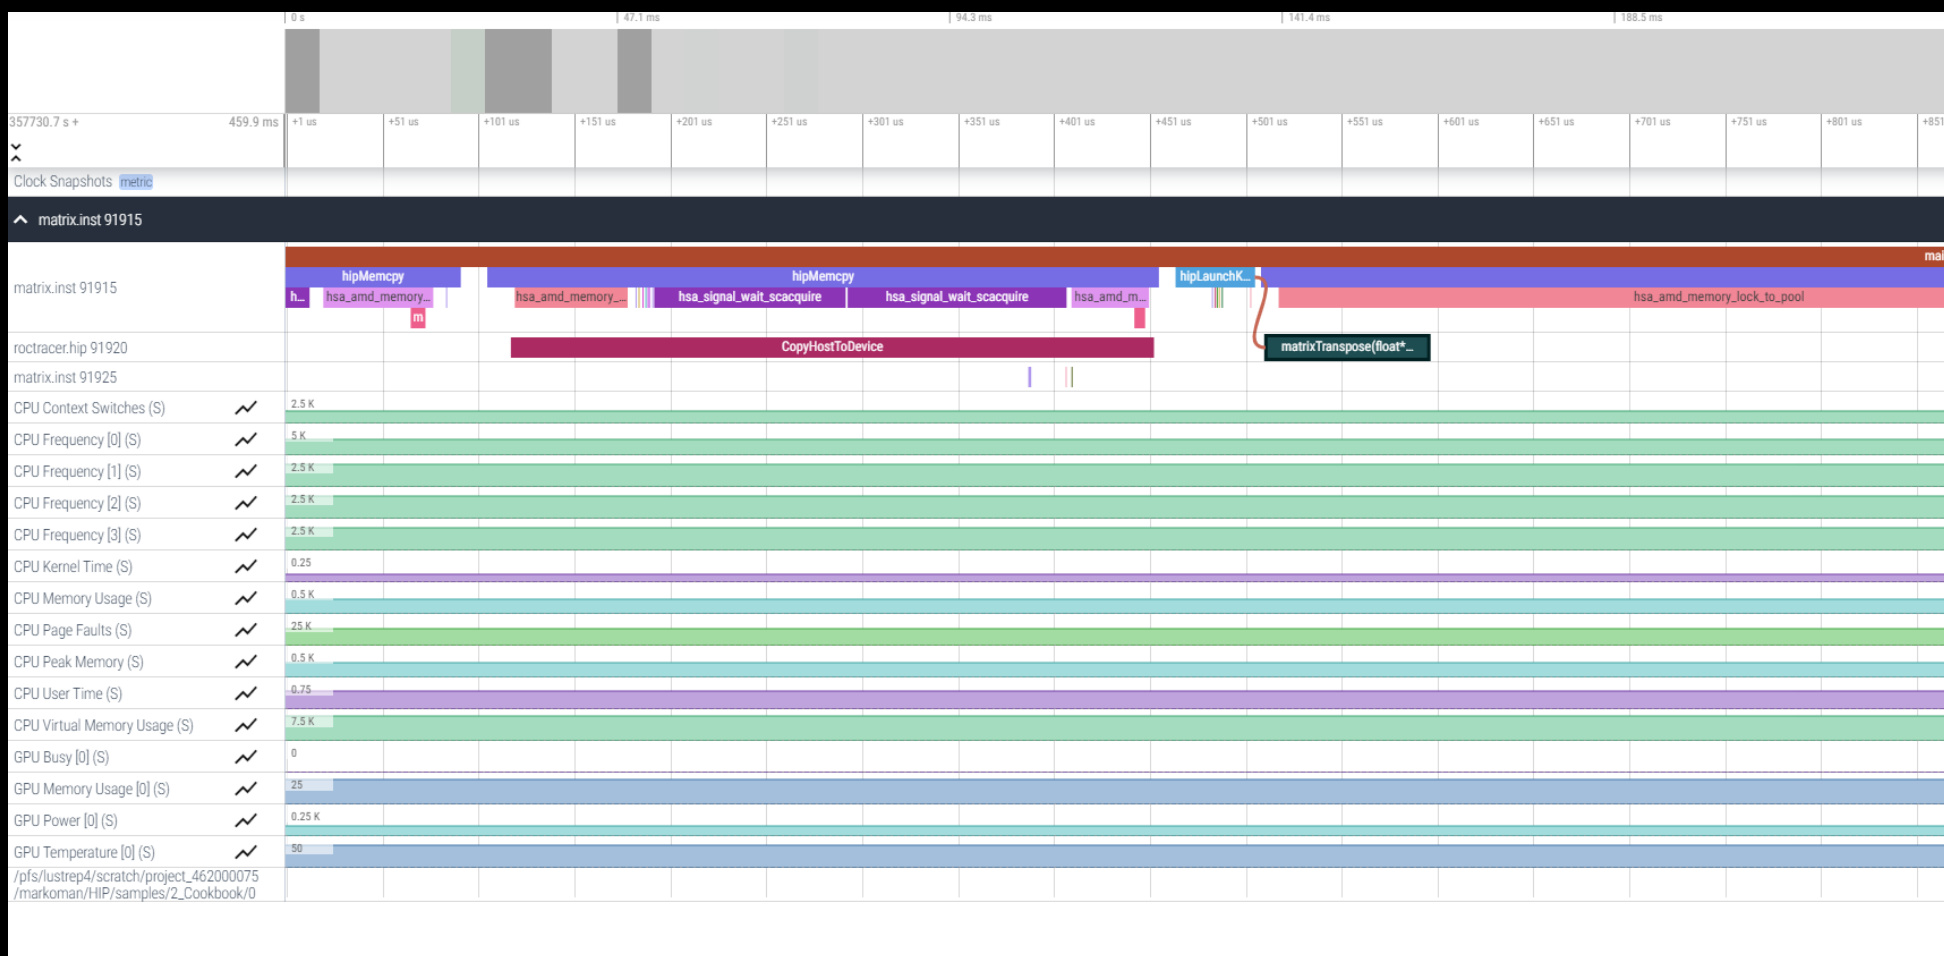 0 s 47.1 ms 94.3 ms 141.4 ms 188.5 ms
357730.7 s + 459.9 ms +1 us +51 us +101 us +151 us +201 us +251 us +301 us +351 us +401 us +451 us +501 us +551 us +601 us +651 us +701 us +751 us +801 us +851
Clock Snapshots metric
matrix.inst 91915
mai
hipMemcpy hipMemcpy hipLaunchK...
matrix.inst 91915 h... hsa_amd_memory... hsa_amd_memory_... hsa_signal_wait_scacquire hsa_signal_wait_scacquire hsa_amd_m... hsa_amd_memory_lock_to_pool
m
roctracer.hip 91920 CopyHostToDevice matrixTranspose(float*...
matrix.inst 91925
CPU Context Switches (S) 2.5 K
CPU Frequency [0] (S) 5 K
CPU Frequency [1] (S) 2.5 K
CPU Frequency [2] (S) 2.5 K
CPU Frequency [3] (S) 2.5 K
CPU Kernel Time (S) 0.25
CPU Memory Usage (S) 0.5 K
CPU Page Faults (S) 25 K
CPU Peak Memory (S) 0.5 K
CPU User Time (S) 0.75
CPU Virtual Memory Usage (S) 7.5 K
GPU Busy [0] (S) 0
GPU Memory Usage [0] (S) 25
GPU Power [0] (S) 0.25 K
GPU Temperature [0] (S) 50
/pfs/lustrep4/scratch/project_462000075
/markoman/HIP/samples/2_Cookbook/0